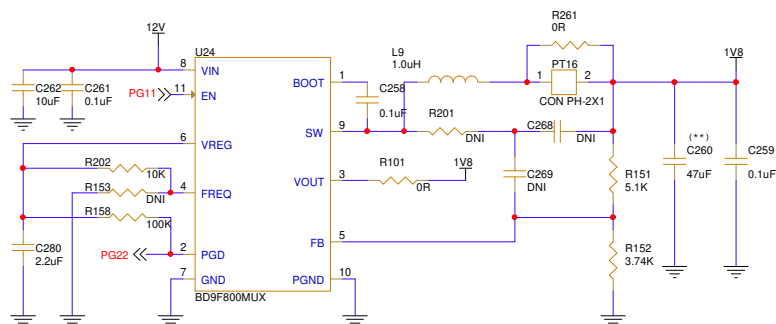 12V
U24
R261
0R
L9
1.0uH
PT16
1V8
8
VIN
1
2
C262
10uF
C261
0.1uF
PG11
11
EN
BOOT
1
C258
0.1uF
CON PH-2X1
SW
9
R201
DNI
C268
DNI
6
VREG
(**)
C260
47uF
C259
0.1uF
R202
10K
R101
0R
1V8
C269
DNI
R151
5.1K
R153
DNI
4
FREQ
VOUT
3
R158
100K
C280
2.2uF
PG22
2
PGD
FB
5
R152
3.74K
7
GND
PGND
10
BD9F800MUX